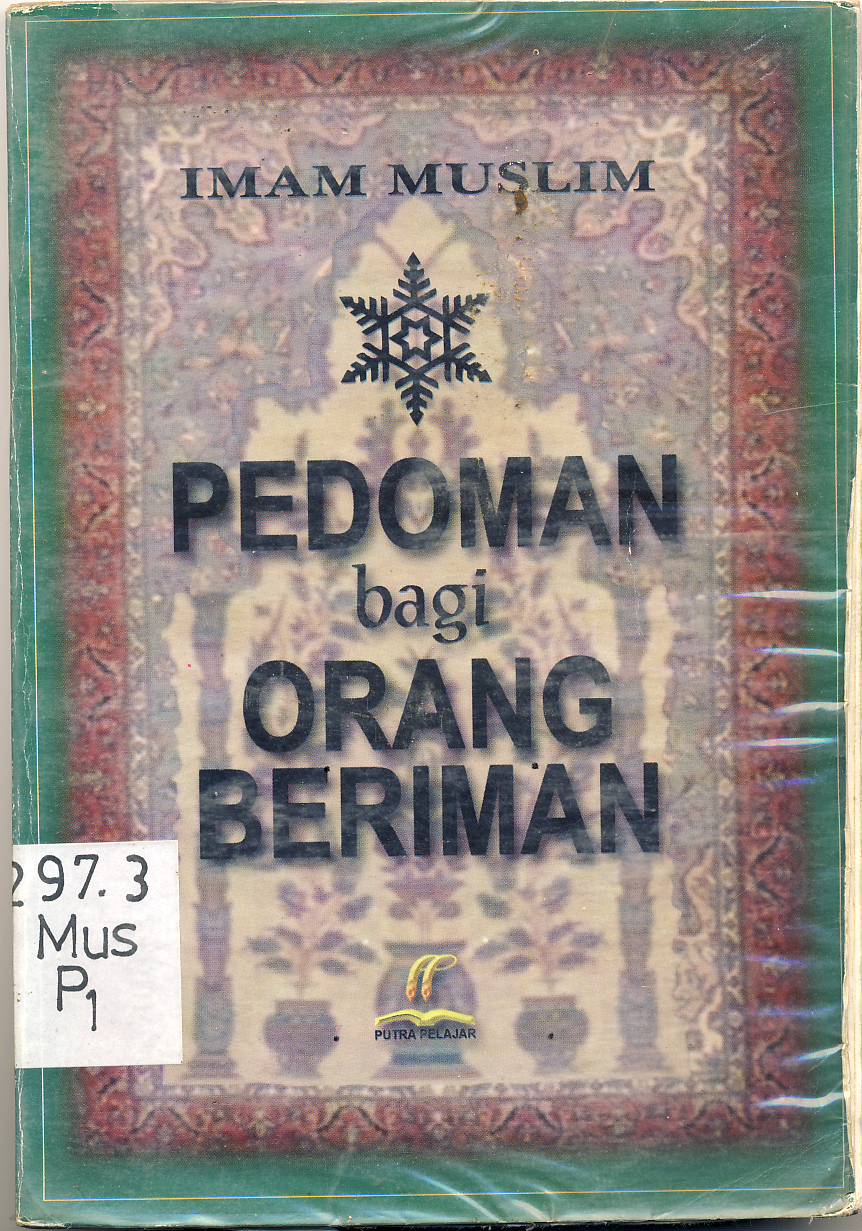 IMAM MUSLIM
PEDOMAN
bagi
ORANG
BERIMAN
297.3
Mus
P1
PUTRA PELAJAR